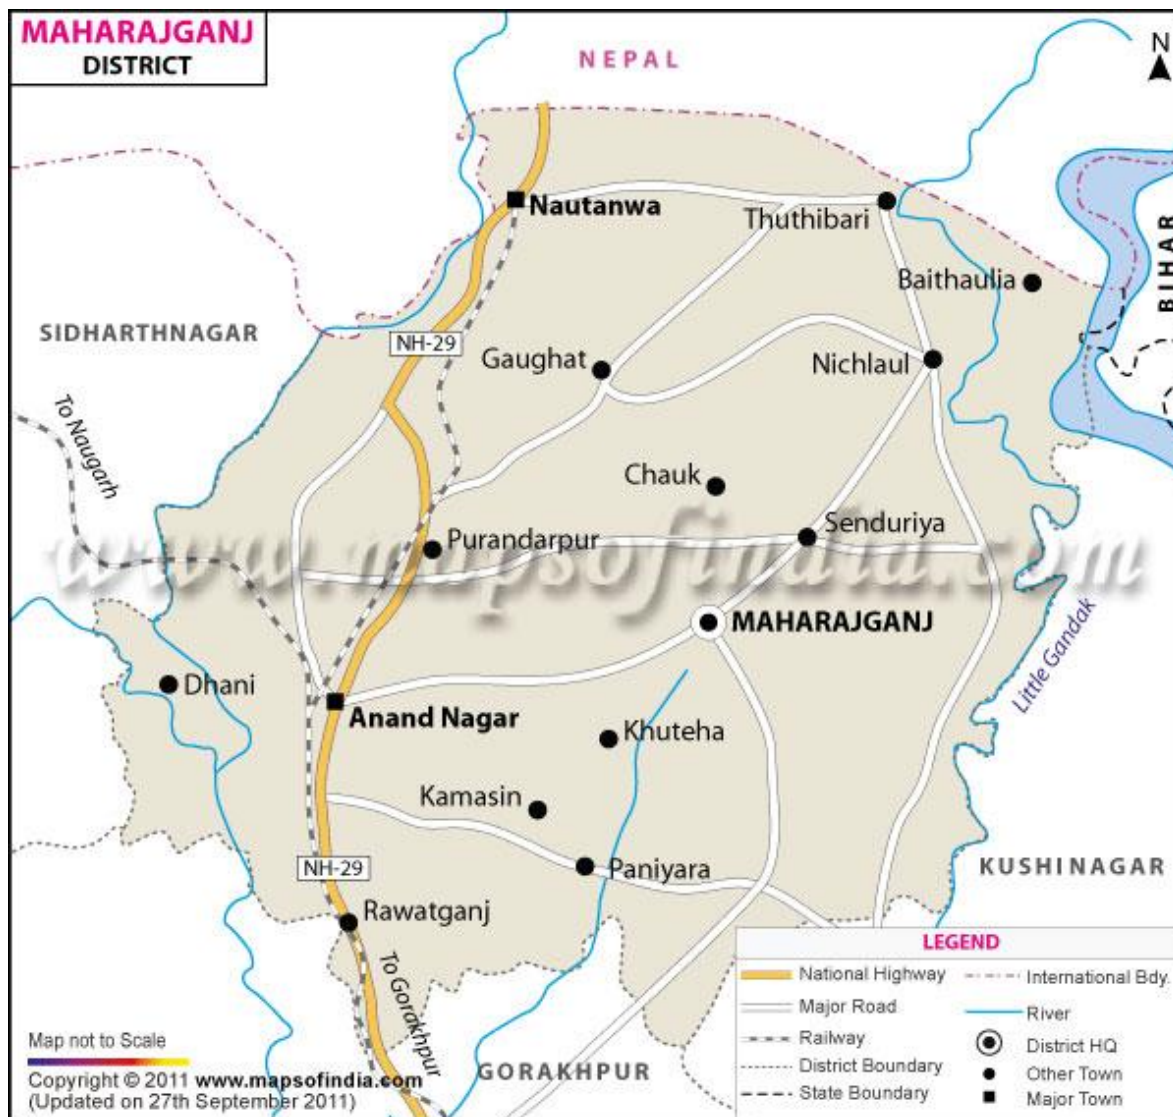 MAHARAJGANJ
DISTRICT
NEPAL
N
BIHAR
Nautanwa
Thuthibari
Baithaulia
SIDHARTHNAGAR
NH-29
Gaughat
Nichlaul
To Naugarh
Chauk
Senduriya
Purandarpur
www.mapsofindia.com
MAHARAJGANJ
Little Gandak
Dhani
Anand Nagar
Khuteha
Kamasin
NH-29
Paniyara
KUSHINAGAR
Rawatganj
To Gorakhpur
GORAKHPUR
LEGEND
National Highway
International Bdy.
Major Road
River
Railway
District HQ
District Boundary
Other Town
State Boundary
Major Town
Map not to Scale
Copyright © 2011 www.mapsofindia.com
(Updated on 27th September 2011)